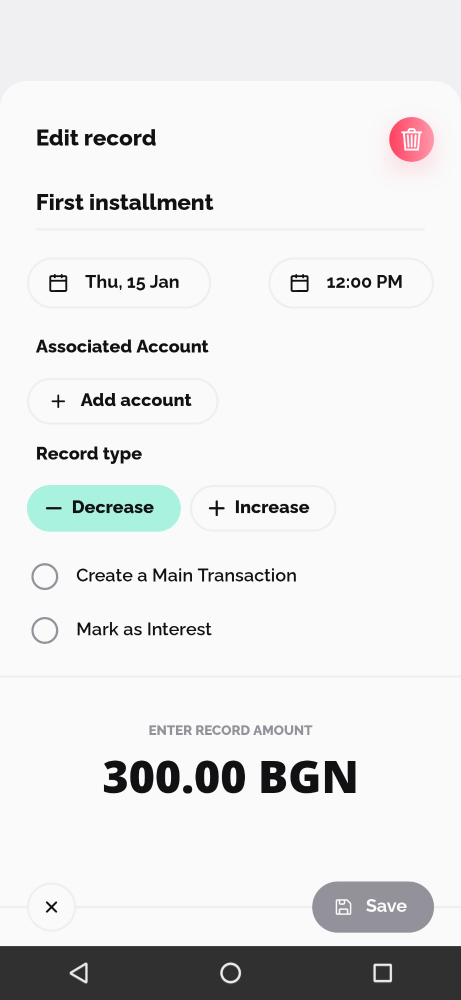 Edit record
First installment
Thu, 15 Jan
12:00 PM
Associated Account
Add account
Record type
Decrease
Increase
Create a Main Transaction
Mark as Interest
ENTER RECORD AMOUNT
300.00 BGN
Save